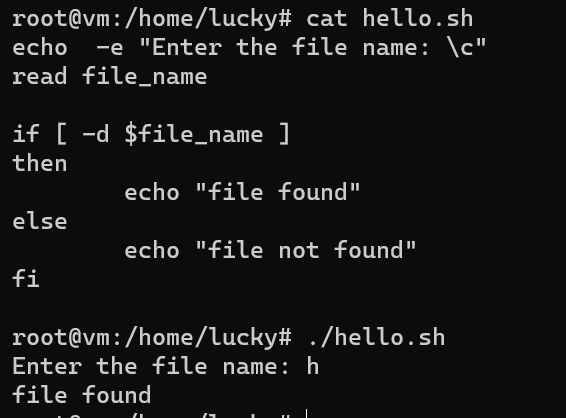 root@vm:/home/lucky# cat hello.sh
echo  -e "Enter the file name: \c"
read file_name

if [ -d $file_name ]
then
        echo "file found"
else
        echo "file not found"
fi

root@vm:/home/lucky# ./hello.sh
Enter the file name: h
file found